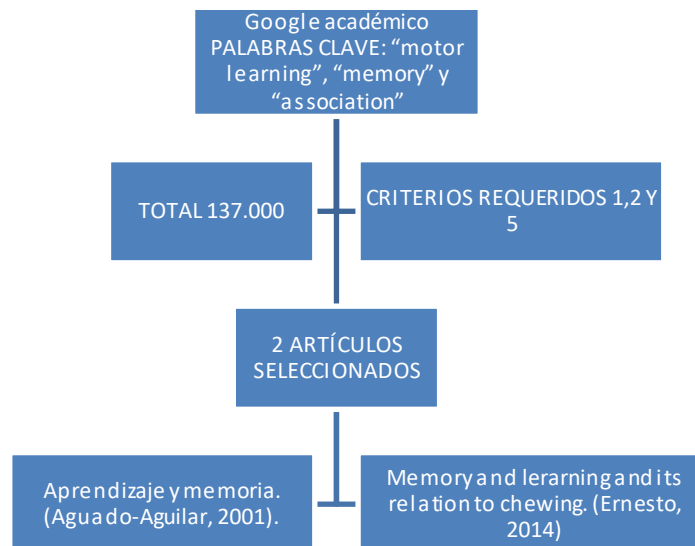 Google académico
PALABRAS CLAVE: “motor
learning”, “memory” y
“association”
TOTAL 137.000
CRITERIOS REQUERIDOS 1,2 Y
5
2 ARTÍCULOS
SELECCIONADOS
Aprendizaje y memoria.
(Aguado-Aguilar, 2001).
Memory and lerarning and its
relation to chewing. (Ernesto,
2014)